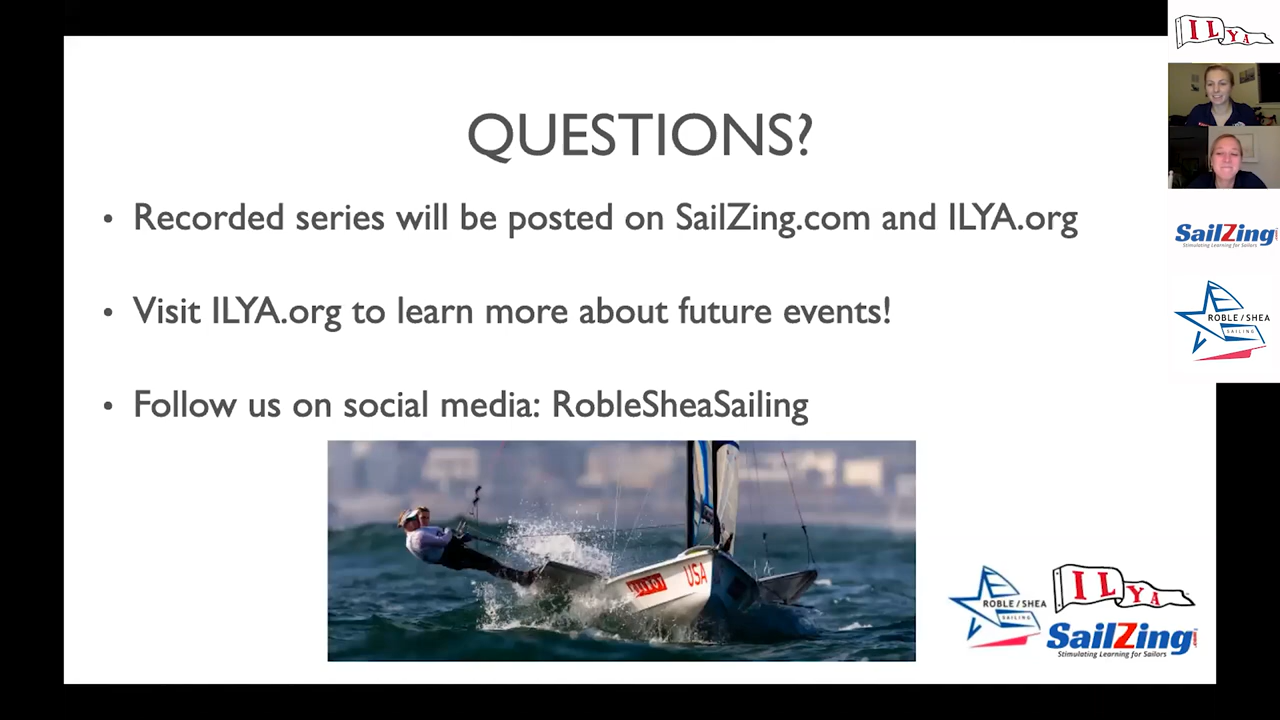 QUESTIONS?
• Recorded series will be posted on SailZing.com and ILYA.org
• Visit ILYA.org to learn more about future events!
• Follow us on social media: RobleSheaSailing
USA
ROBLE/SHEA
SAILING
ILYA
SailZing.com
Stimulating Learning for Sailors
ILYA
SailZing
Stimulating Learning for Sailors
ROBLE/SHEA
SAILING